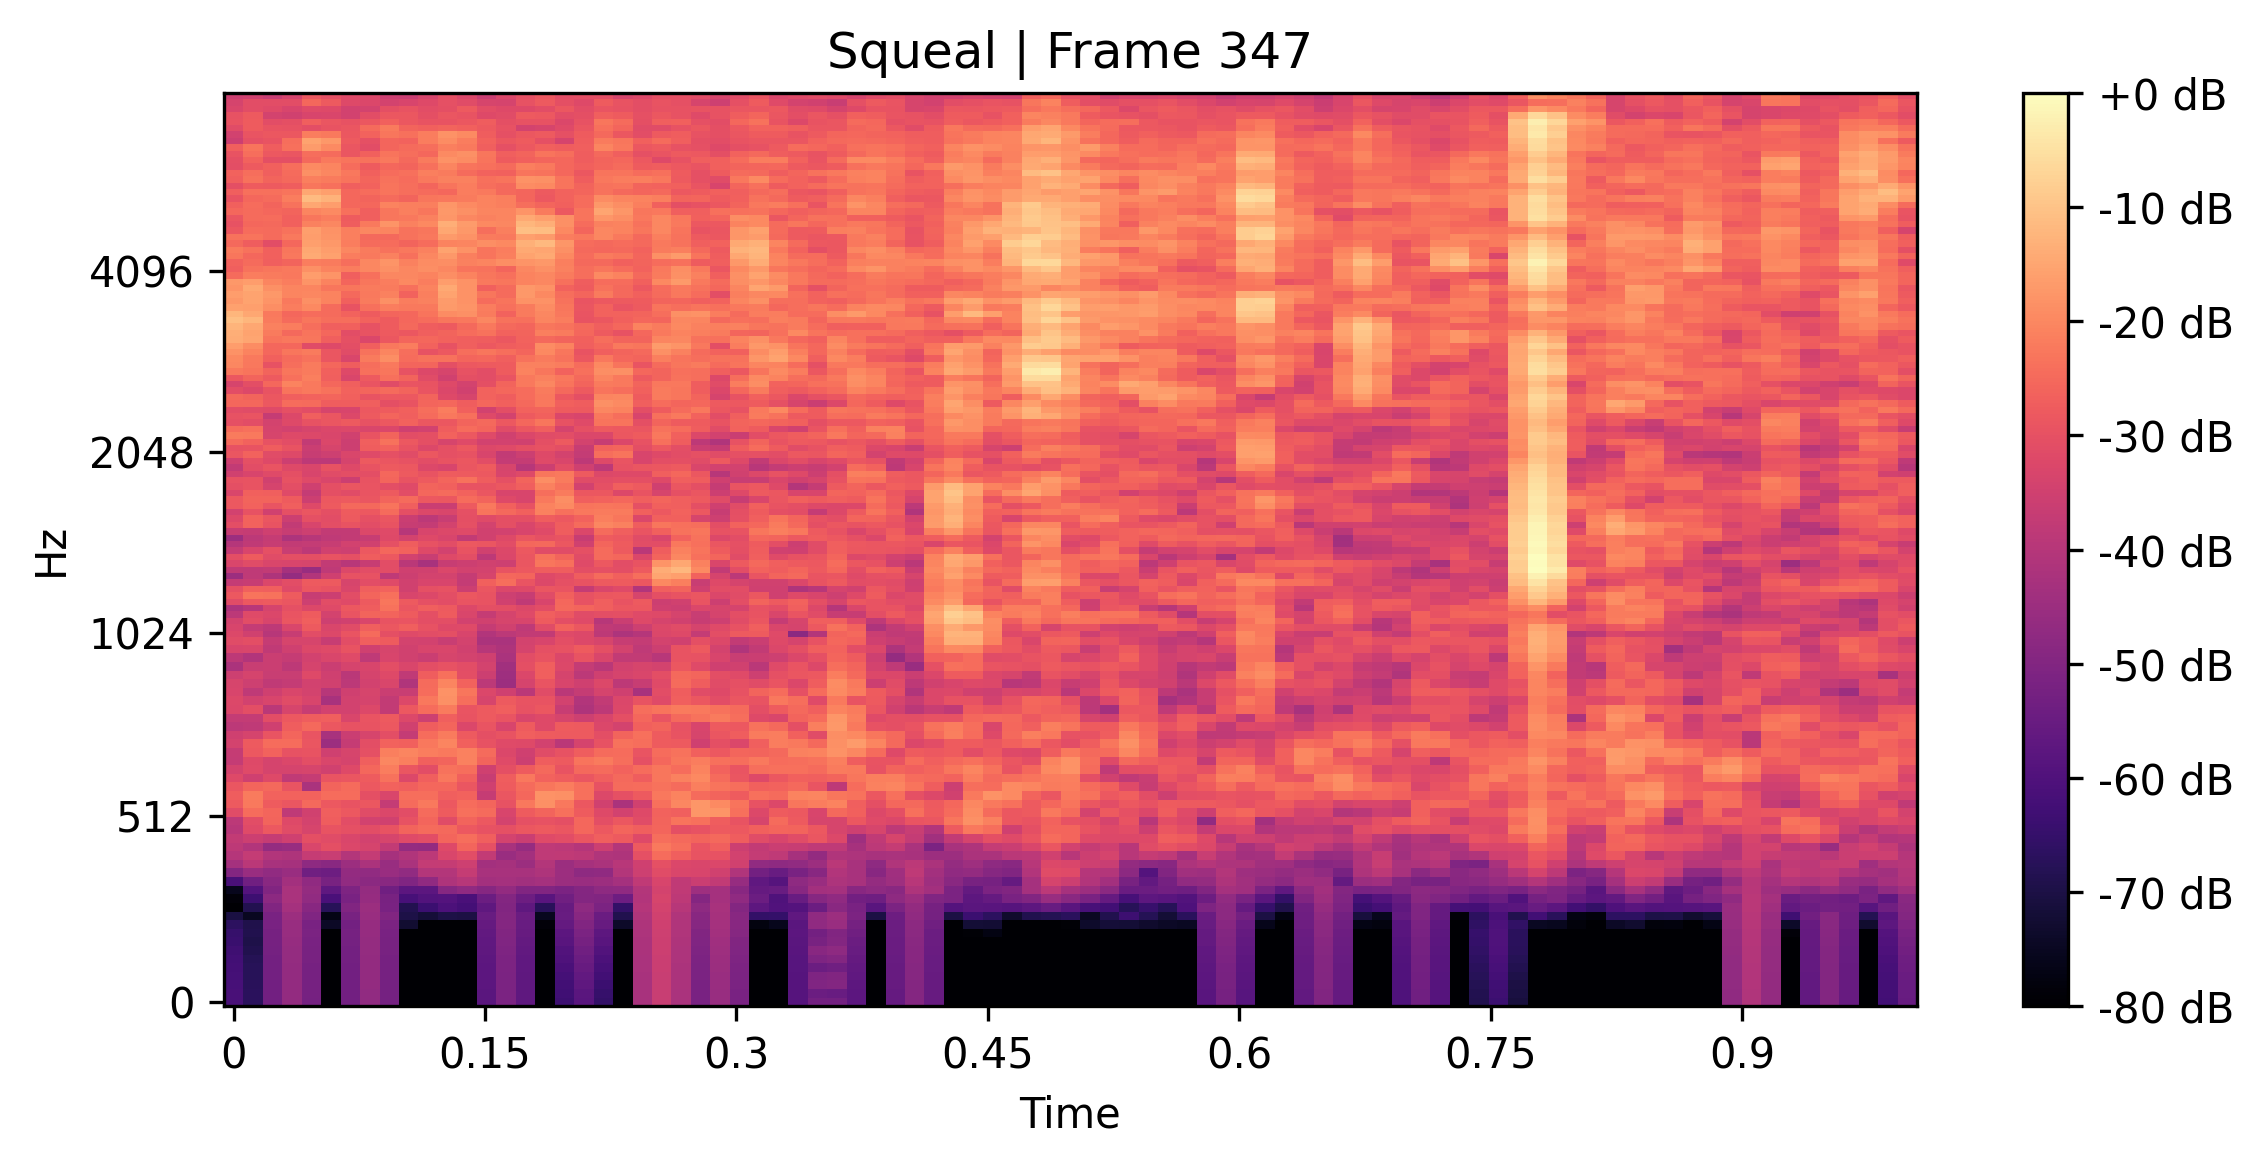 Squeal | Frame 347
Hz
4096
2048
1024
512
0
0 0.15 0.3 0.45 0.6 0.75 0.9
Time
+0 dB
-10 dB
-20 dB
-30 dB
-40 dB
-50 dB
-60 dB
-70 dB
-80 dB